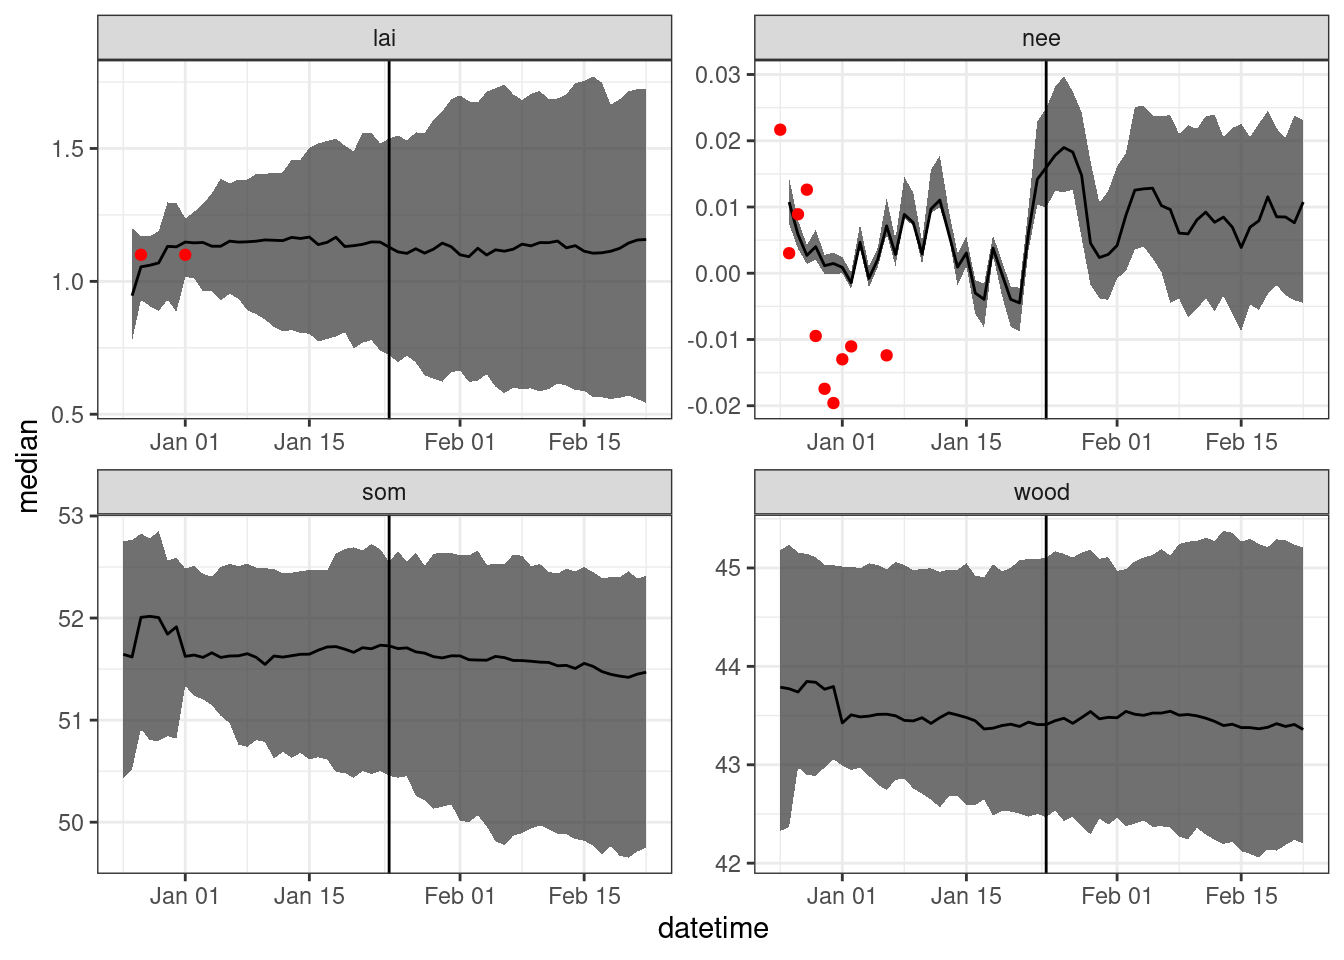 lai
nee
1.5
1.0
0.5
0.03
0.02
0.01
0.00
-0.01
-0.02
Jan 01 Jan 15 Feb 01 Feb 15
Jan 01 Jan 15 Feb 01 Feb 15
median
som
wood
53
52
51
50
45
44
43
42
Jan 01 Jan 15 Feb 01 Feb 15
Jan 01 Jan 15 Feb 01 Feb 15
datetime